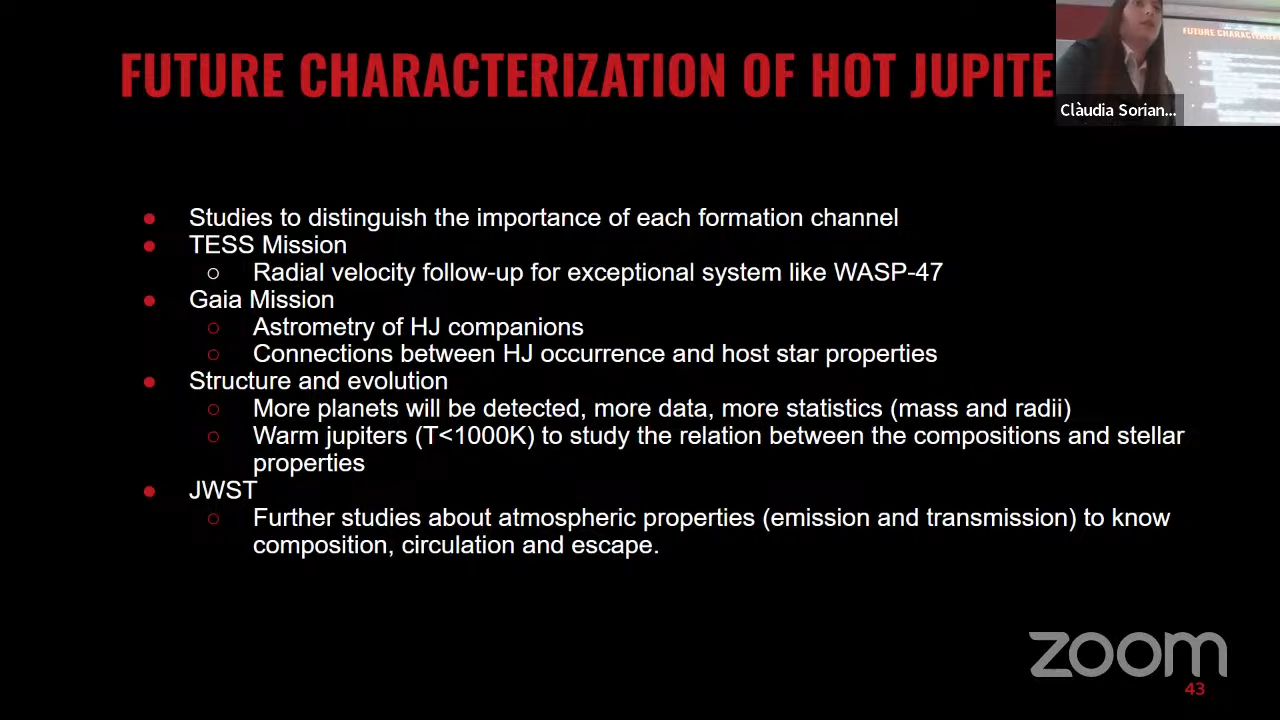 FUTURE CHARACTERIZATION OF HOT JUPITE
FUTURE CHARACTERIZA
Clàudia Sorian...
● Studies to distinguish the importance of each formation channel
● TESS Mission
○ Radial velocity follow-up for exceptional system like WASP-47
● Gaia Mission
○ Astrometry of HJ companions
○ Connections between HJ occurrence and host star properties
● Structure and evolution
○ More planets will be detected, more data, more statistics (mass and radii)
○ Warm jupiters (T<1000K) to study the relation between the compositions and stellar
properties
● JWST
○ Further studies about atmospheric properties (emission and transmission) to know
composition, circulation and escape.
zoom
43